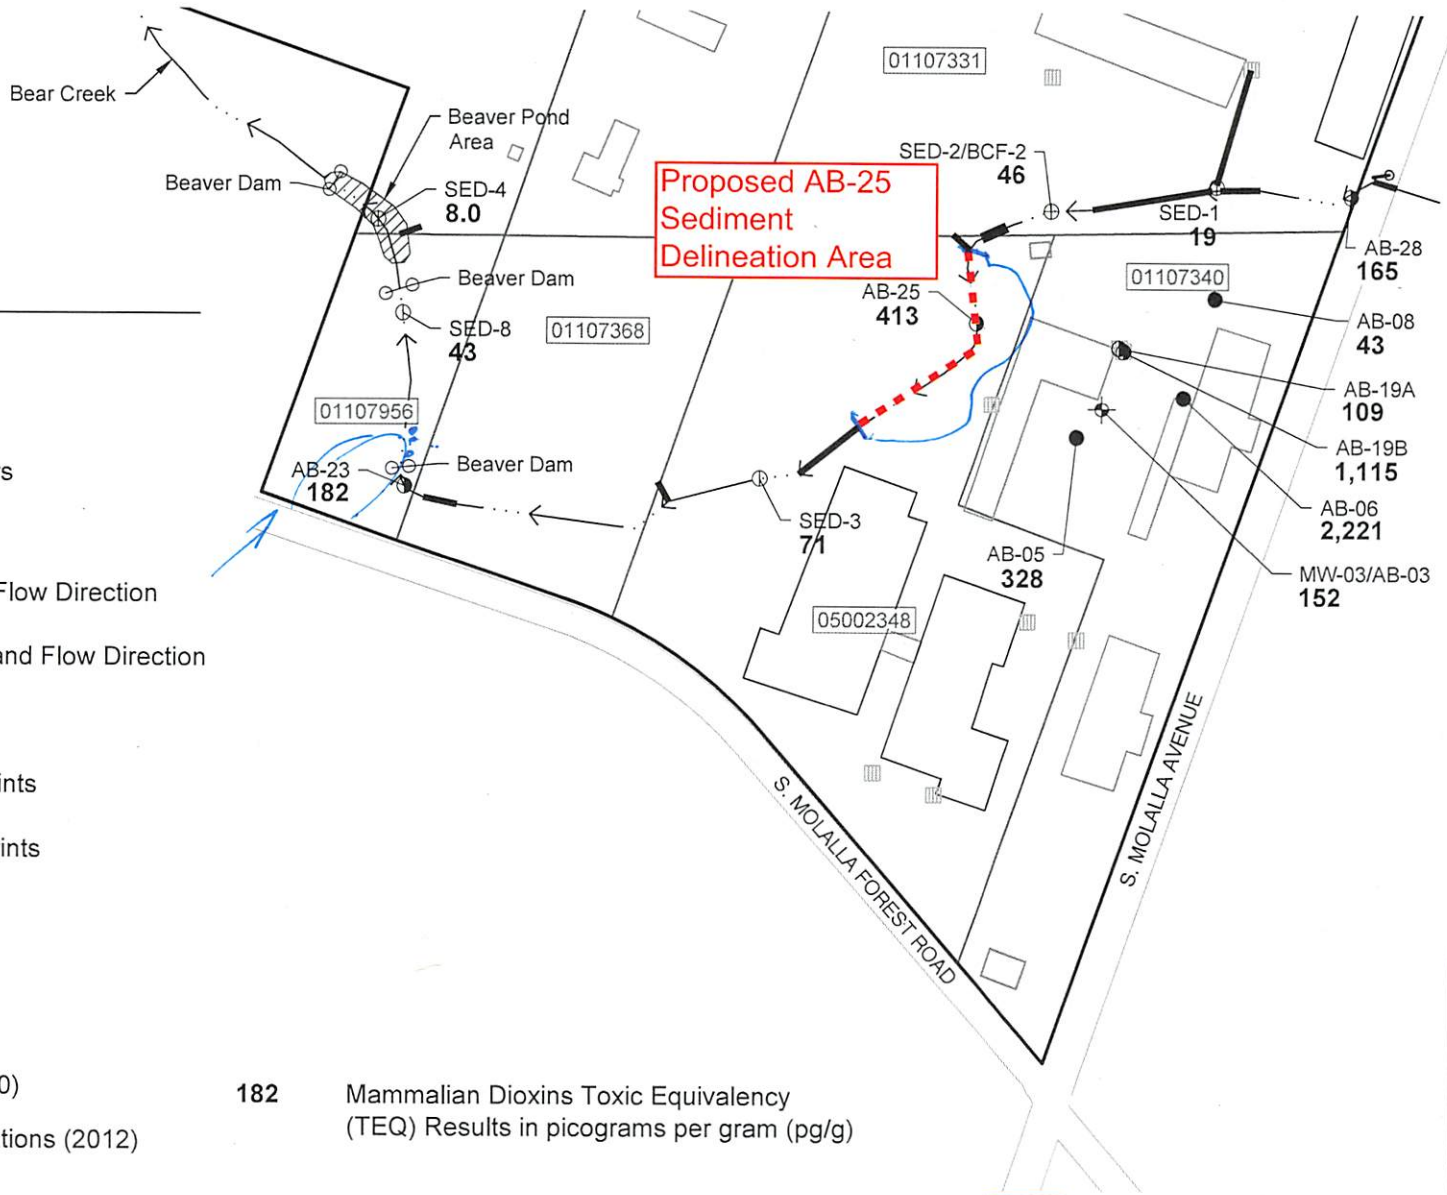 01107331
Bear Creek
Beaver Pond
Area
SED-2/BCF-2
46
Beaver Dam
SED-4
8.0
Proposed AB-25
Sediment
Delineation Area
SED-1
19
AB-28
165
Beaver Dam
01107340
AB-25
413
AB-08
43
SED-8
43
01107368
AB-19A
109
01107956
AB-19B
1,115
AB-23
182
Beaver Dam
AB-06
2,221
SED-3
71
AB-05
328
MW-03/AB-03
152
Flow Direction
05002348
and Flow Direction
S. MOLALLA AVENUE
S. MOLALLA FOREST ROAD
ints
ints
0)
tions (2012)
182
Mammalian Dioxins Toxic Equivalency
(TEQ) Results in picograms per gram (pg/g)